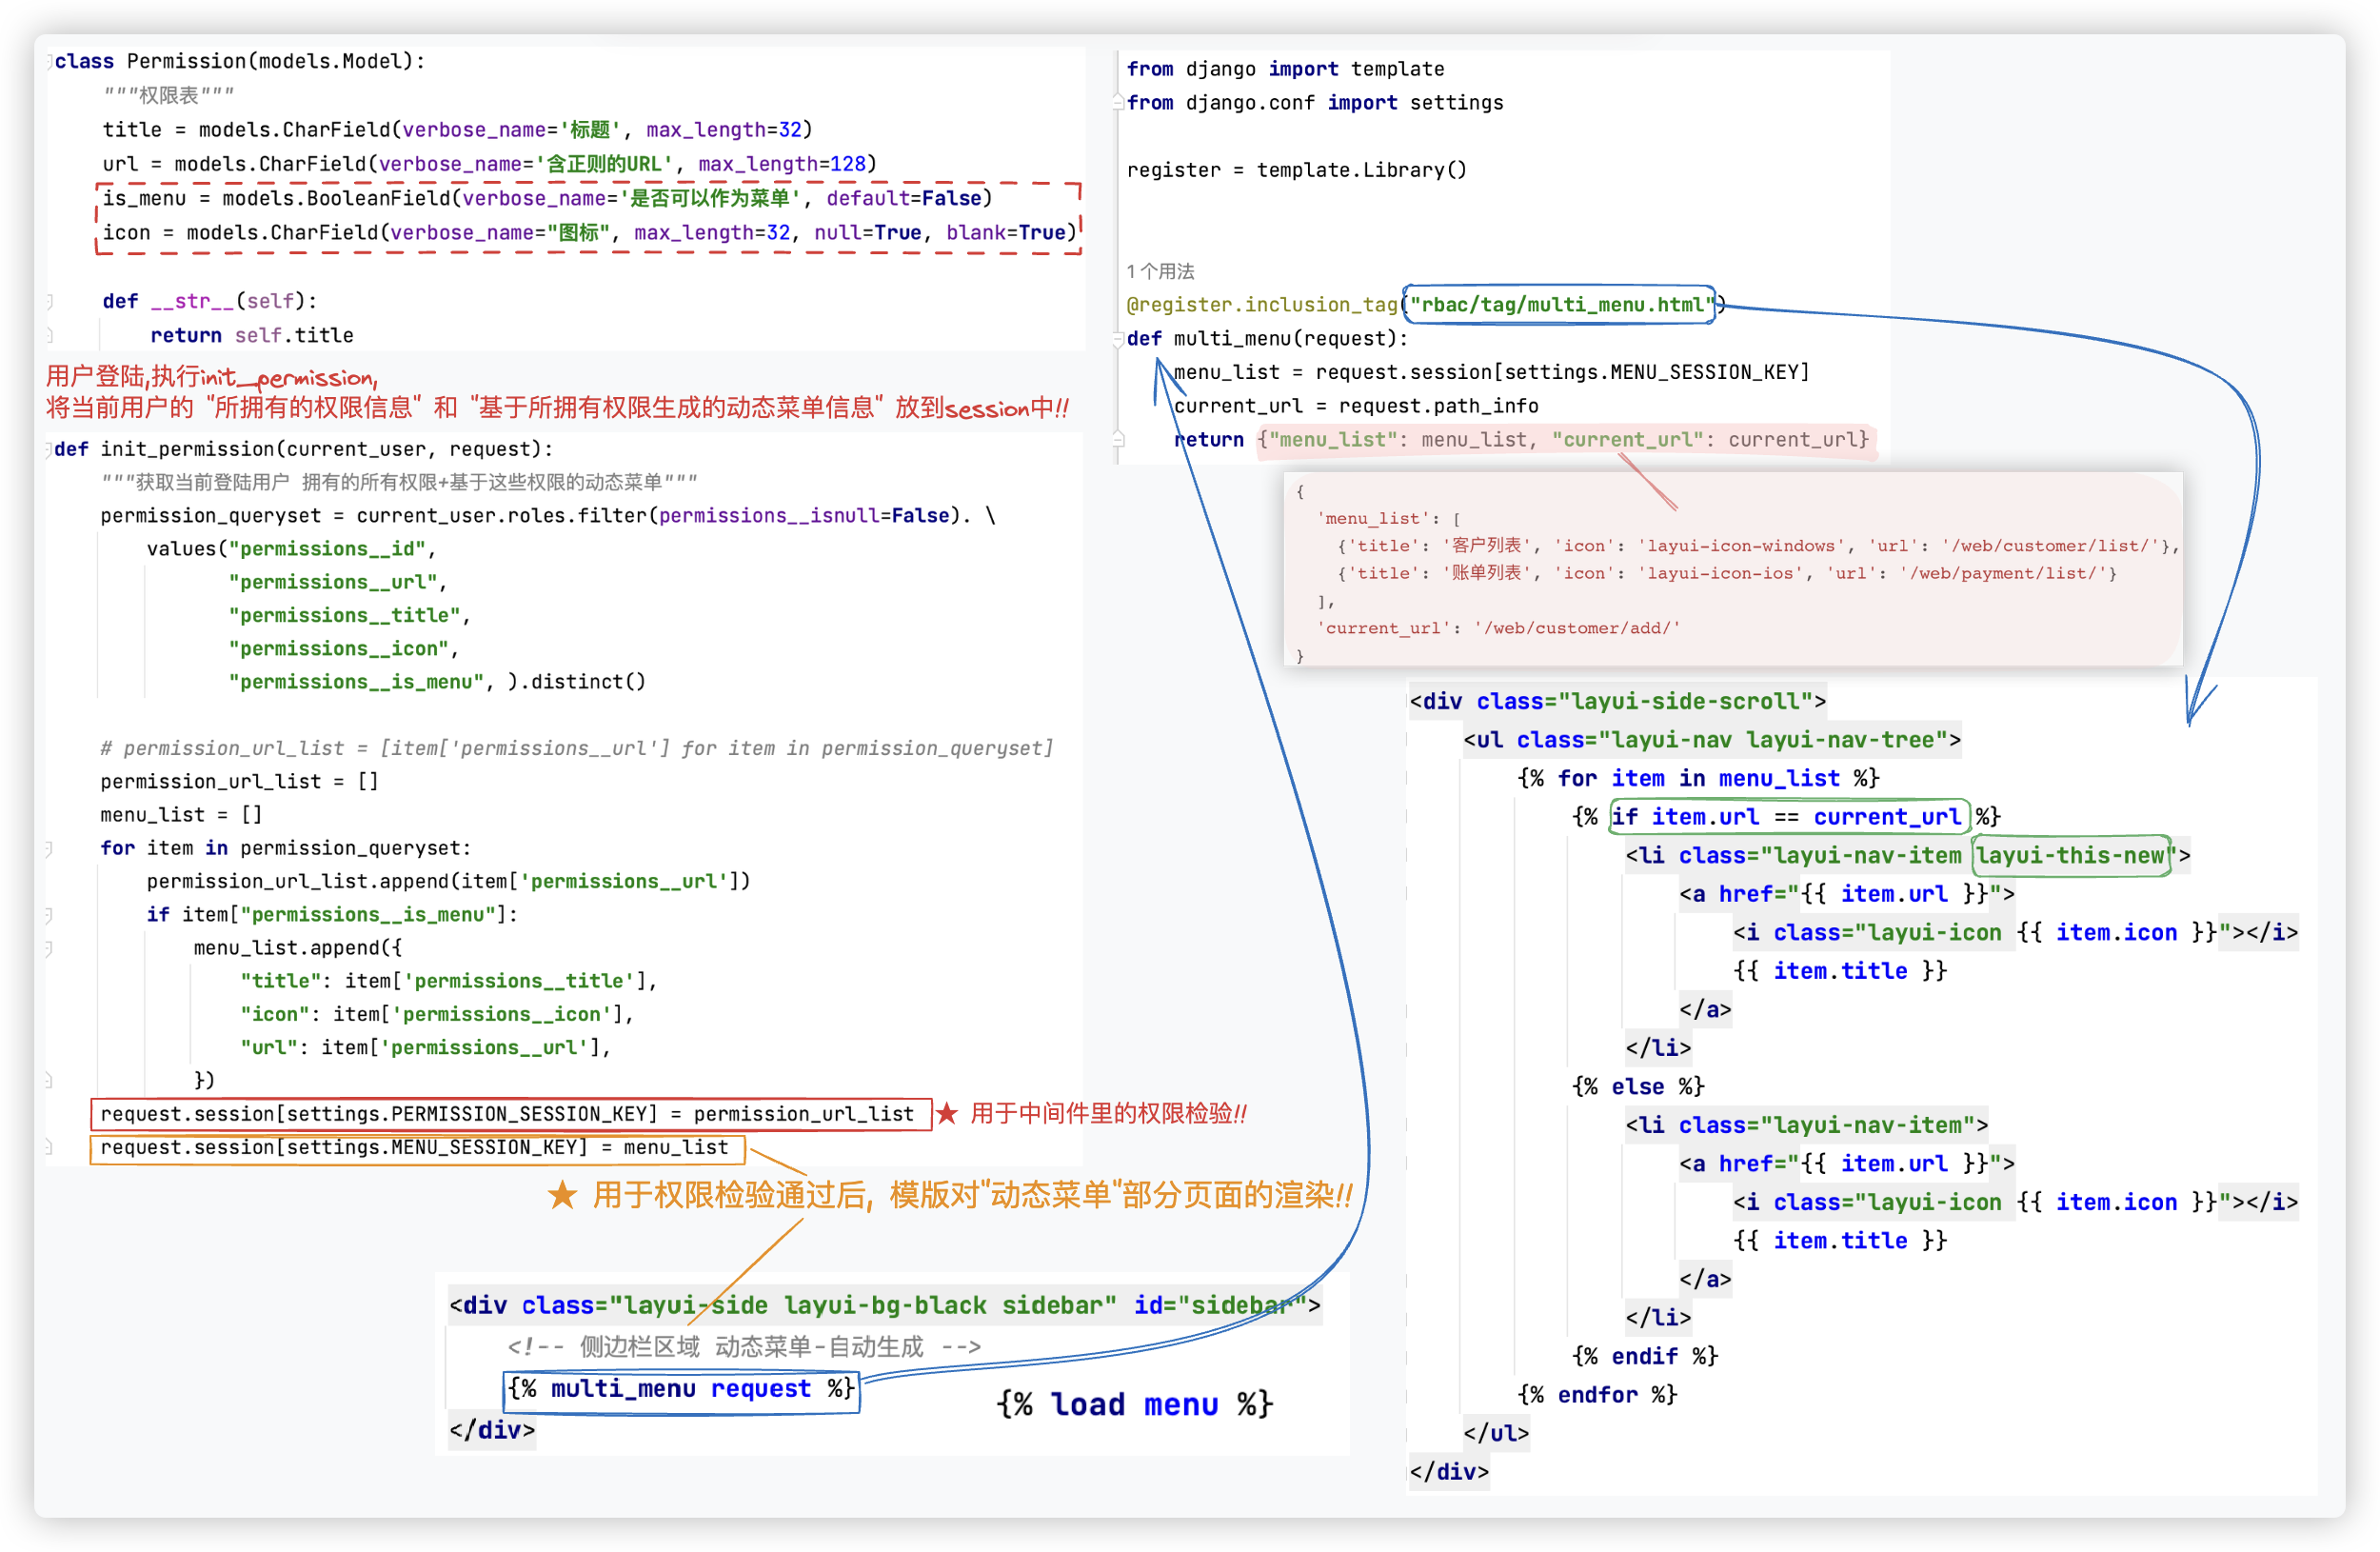 class Permission(models.Model):
"""权限表"""
title = models.CharField(verbose_name='标题', max_length=32)
url = models.CharField(verbose_name='含正则的URL', max_length=128)
is_menu = models.BooleanField(verbose_name='是否可以作为菜单', default=False)
icon = models.CharField(verbose_name="图标", max_length=32, null=True, blank=True)
def __str__(self):
return self.title
用户登陆,执行init_permission,
将当前用户的 "所拥有的权限信息" 和 "基于所拥有权限生成的动态菜单信息" 放到session中!!
def init_permission(current_user, request):
"""获取当前登陆用户 拥有的所有权限+基于这些权限的动态菜单"""
permission_queryset = current_user.roles.filter(permissions__isnull=False). \
values("permissions__id",
"permissions__url",
"permissions__title",
"permissions__icon",
"permissions__is_menu", ).distinct()
# permission_url_list = [item['permissions__url'] for item in permission_queryset]
permission_url_list = []
menu_list = []
for item in permission_queryset:
permission_url_list.append(item['permissions__url'])
if item["permissions__is_menu"]:
menu_list.append({
"title": item['permissions__title'],
"icon": item['permissions__icon'],
"url": item['permissions__url'],
})
request.session[settings.PERMISSION_SESSION_KEY] = permission_url_list
★ 用于中间件里的权限检验!!
request.session[settings.MENU_SESSION_KEY] = menu_list
★ 用于权限检验通过后, 模版对"动态菜单"部分页面的渲染!!
<div class="layui-side layui-bg-black sidebar" id="sidebar">
<!-- 侧边栏区域 动态菜单-自动生成 -->
{% multi_menu request %}
</div>
{% load menu %}
from django import template
from django.conf import settings
register = template.Library()
1 个用法
@register.inclusion_tag("rbac/tag/multi_menu.html")
def multi_menu(request):
menu_list = request.session[settings.MENU_SESSION_KEY]
current_url = request.path_info
return {"menu_list": menu_list, "current_url": current_url}
{
'menu_list': [
{'title': '客户列表', 'icon': 'layui-icon-windows', 'url': '/web/customer/list/'},
{'title': '账单列表', 'icon': 'layui-icon-ios', 'url': '/web/payment/list/'}
],
'current_url': '/web/customer/add/'
}
<div class="layui-side-scroll">
<ul class="layui-nav layui-nav-tree">
{% for item in menu_list %}
{% if item.url == current_url %}
<li class="layui-nav-item layui-this-new">
<a href="{{ item.url }}">
<i class="layui-icon {{ item.icon }}"></i>
{{ item.title }}
</a>
</li>
{% else %}
<li class="layui-nav-item">
<a href="{{ item.url }}">
<i class="layui-icon {{ item.icon }}"></i>
{{ item.title }}
</a>
</li>
{% endif %}
{% endfor %}
</ul>
</div>